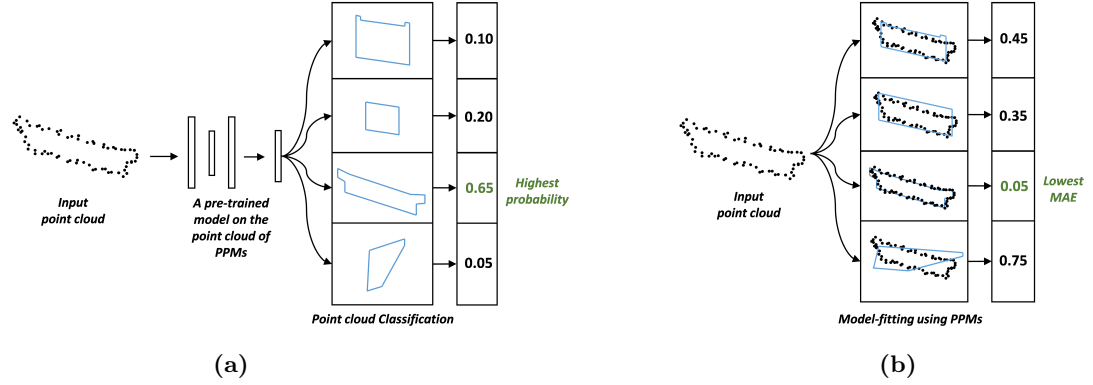 Input
point cloud
A pre-trained
model on the
point cloud of
PPMs
0.10
0.20
0.65
0.05
Highest
probability
Point cloud Classification
(a)
Input
point cloud
0.45
0.35
0.05
0.75
Lowest
MAE
Model-fitting using PPMs
(b)